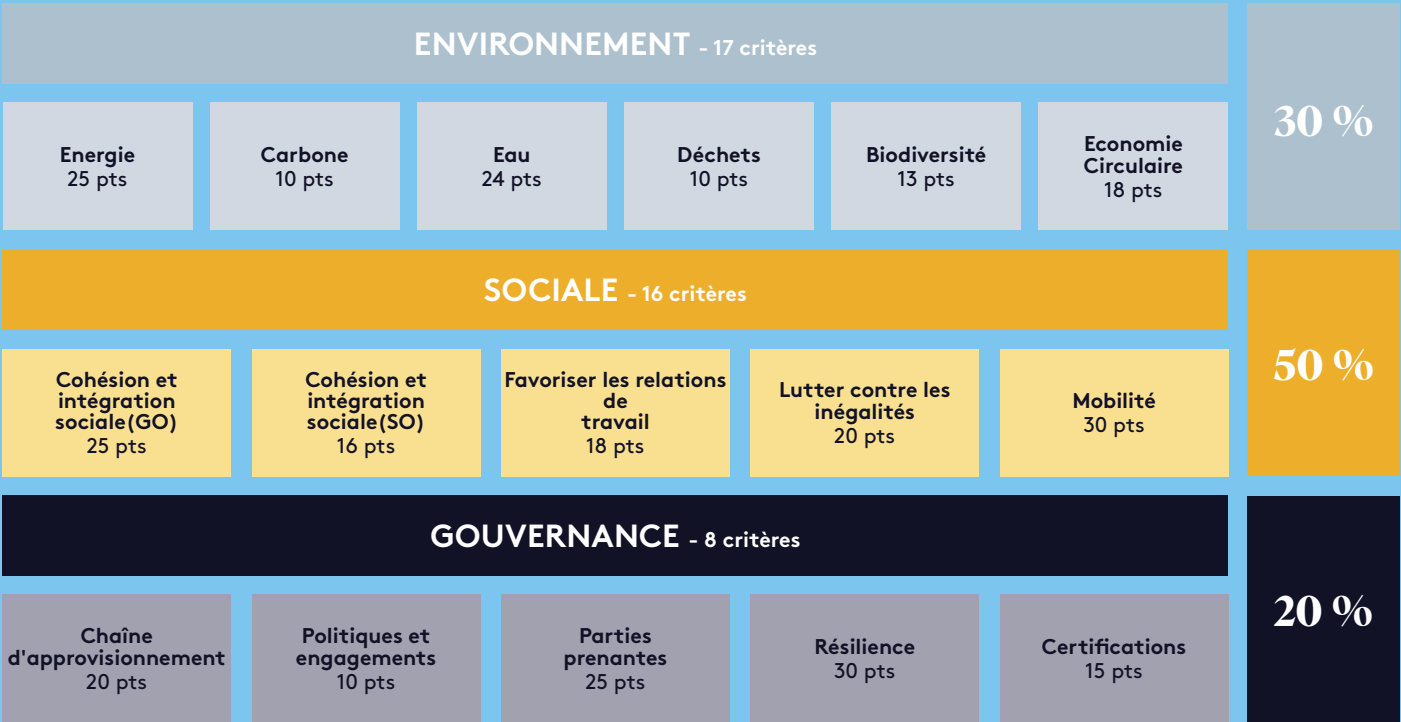 ENVIRONNEMENT - 17 critères
30 %
Energie
25 pts
Carbone
10 pts
Eau
24 pts
Déchets
10 pts
Biodiversité
13 pts
Economie
Circulaire
18 pts
SOCIALE - 16 critères
50 %
Cohésion et
intégration
sociale(GO)
25 pts
Cohésion et
intégration
sociale(SO)
16 pts
Favoriser les relations
de
travail
18 pts
Lutter contre les
inégalités
20 pts
Mobilité
30 pts
GOUVERNANCE - 8 critères
20 %
Chaîne
d'approvisionnement
20 pts
Politiques et
engagements
10 pts
Parties
prenantes
25 pts
Résilience
30 pts
Certifications
15 pts